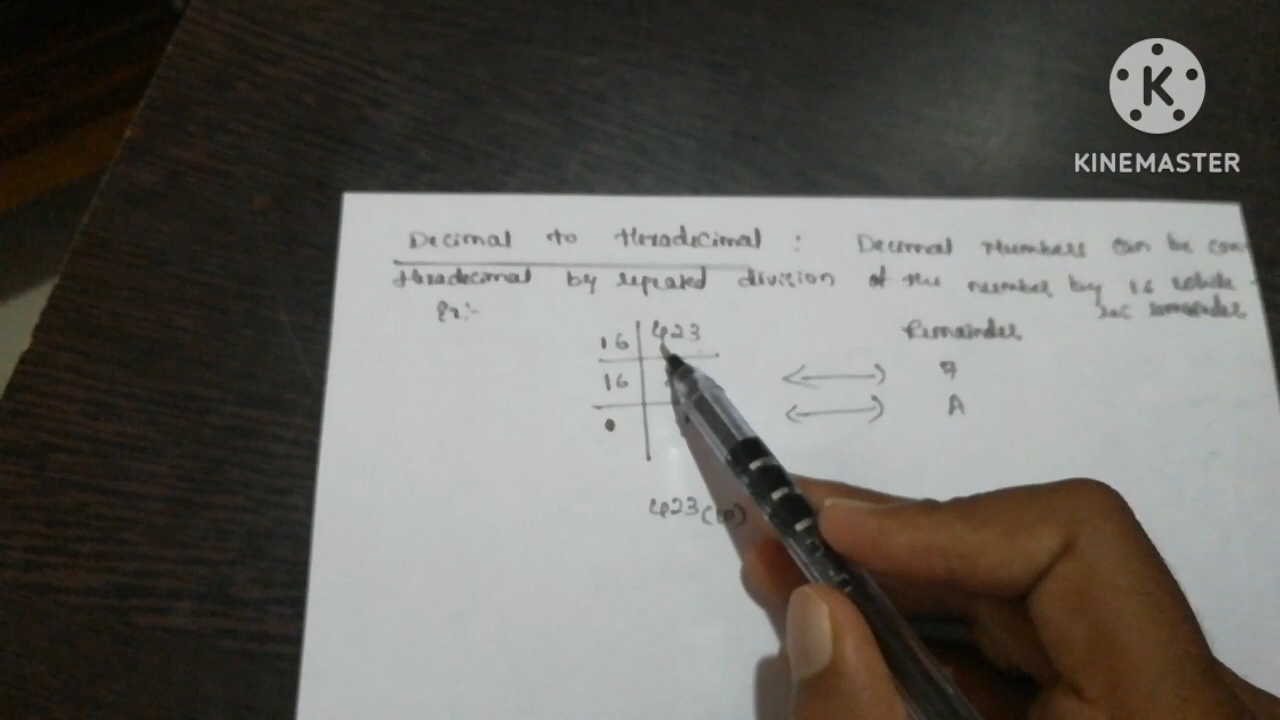 KINEMASTER
Decimal to Hexadecimal : Decimal Numbers can be con
Hexadecimal by repeated division of the number by 16
Ex:-
Remainder
16 423
16 7
0 A
423(10)